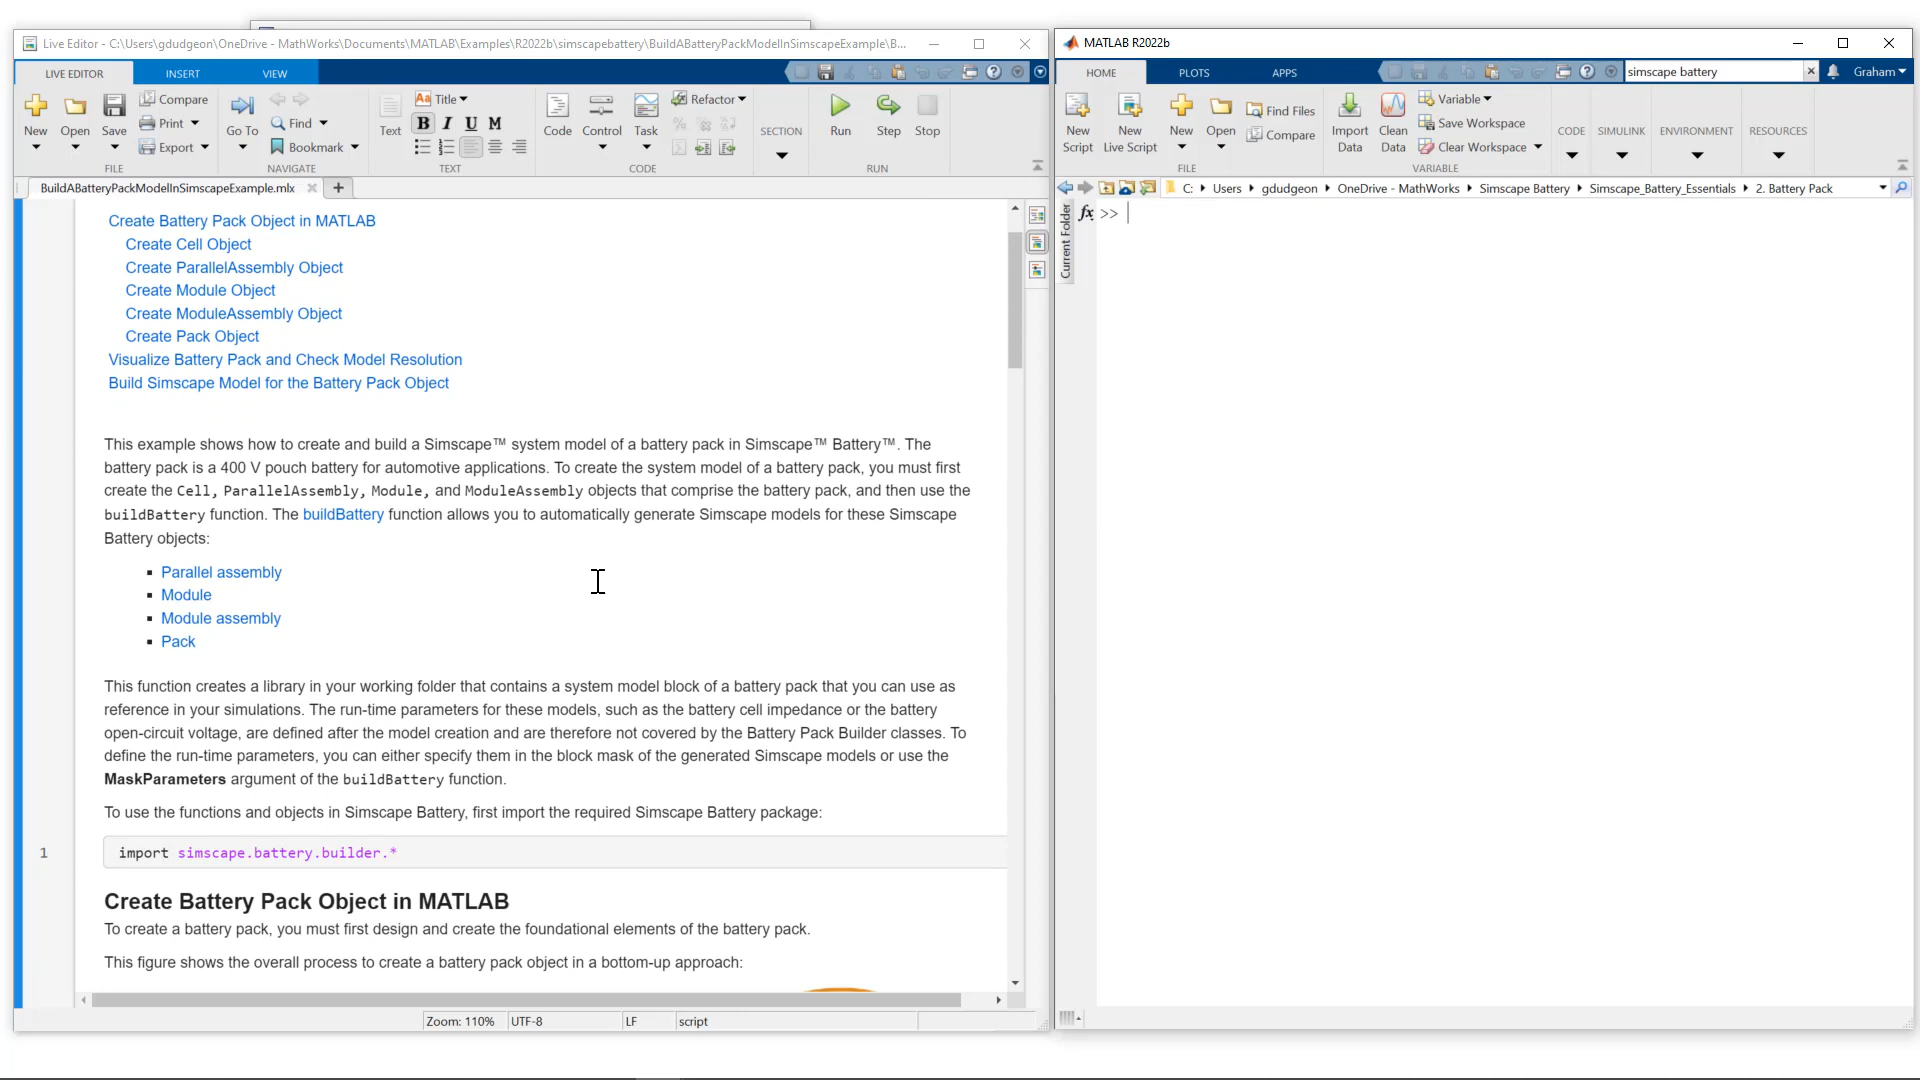 Live Editor - C:\Users\gdudgeon\OneDrive - MathWorks\Documents\MATLAB\Examples\R2022b\simscapebattery\BuildABatteryPackModelInSimscapeExample\B...
LIVE EDITOR
INSERT
VIEW
New
Open
Save
Compare
Print
Export
FILE
Go To
Find
Bookmark
NAVIGATE
Text
Aa Title
B I U M
TEXT
Code
Control
Task
Refactor
CODE
SECTION
Run
Step
Stop
RUN
BuildABatteryPackModelInSimscapeExample.mlx
Create Battery Pack Object in MATLAB
Create Cell Object
Create ParallelAssembly Object
Create Module Object
Create ModuleAssembly Object
Create Pack Object
Visualize Battery Pack and Check Model Resolution
Build Simscape Model for the Battery Pack Object
This example shows how to create and build a Simscape™ system model of a battery pack in Simscape™ Battery™. The
battery pack is a 400 V pouch battery for automotive applications. To create the system model of a battery pack, you must first
create the Cell, ParallelAssembly, Module, and ModuleAssembly objects that comprise the battery pack, and then use the
buildBattery function. The buildBattery function allows you to automatically generate Simscape models for these Simscape
Battery objects:
▪ Parallel assembly
▪ Module
▪ Module assembly
▪ Pack
This function creates a library in your working folder that contains a system model block of a battery pack that you can use as
reference in your simulations. The run-time parameters for these models, such as the battery cell impedance or the battery
open-circuit voltage, are defined after the model creation and are therefore not covered by the Battery Pack Builder classes. To
define the run-time parameters, you can either specify them in the block mask of the generated Simscape models or use the
MaskParameters argument of the buildBattery function.
To use the functions and objects in Simscape Battery, first import the required Simscape Battery package:
1 import simscape.battery.builder.*
Create Battery Pack Object in MATLAB
To create a battery pack, you must first design and create the foundational elements of the battery pack.
This figure shows the overall process to create a battery pack object in a bottom-up approach:
Zoom: 110%
UTF-8
LF
script
MATLAB R2022b
HOME
PLOTS
APPS
simscape battery
Graham
New Script
New Live Script
New
Open
Find Files
Compare
FILE
Import Data
Clean Data
Variable
Save Workspace
Clear Workspace
VARIABLE
CODE
SIMULINK
ENVIRONMENT
RESOURCES
C: Users gdudgeon OneDrive - MathWorks Simscape Battery Simscape_Battery_Essentials 2. Battery Pack
Current Folder
fx >>